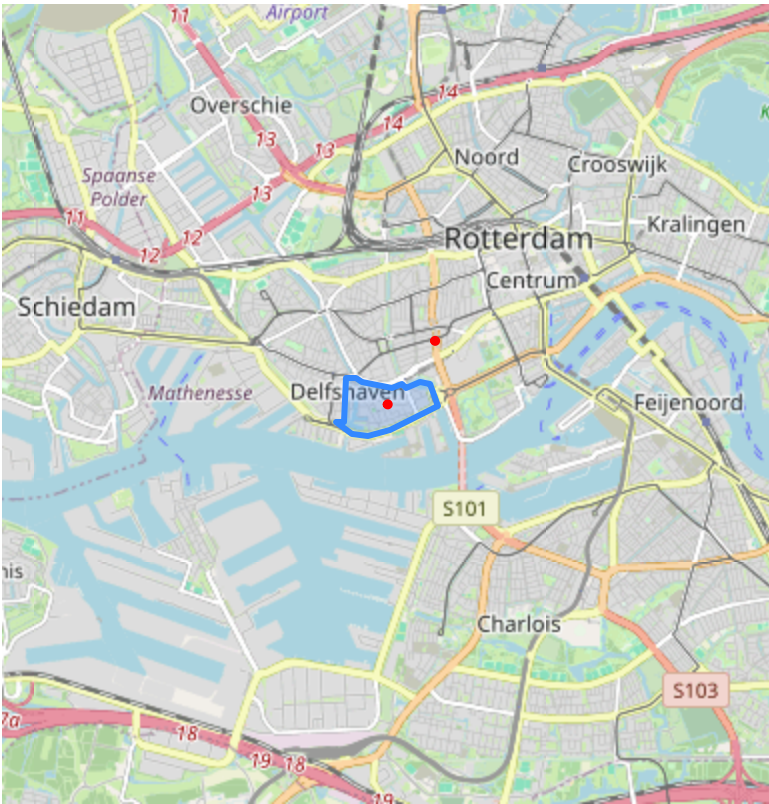 11
Airport
Overschie
14
14
13
13
Noord
Crooswijk
Spaanse
Polder
13
11
12
12
Kralingen
Rotterdam
Centrum
Schiedam
Mathenesse
Delfshaven
Feijenoord
S101
Charlois
S103
7a
18
19
18
19